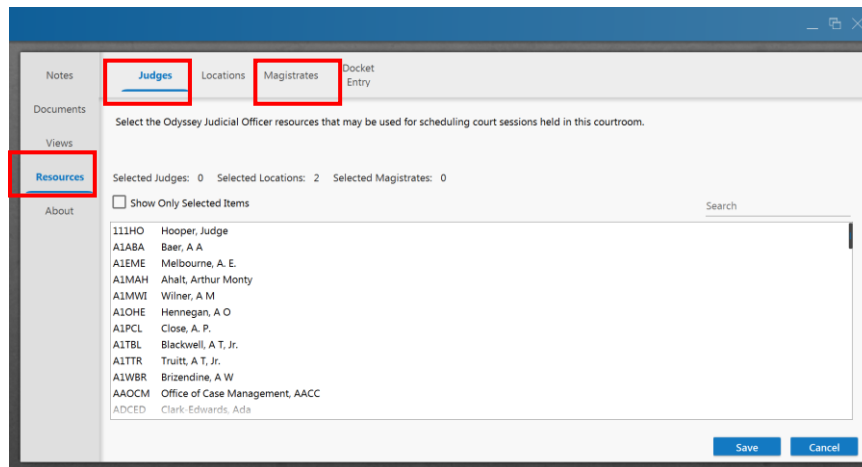 Notes
Documents
Views
Resources
About
Judges Locations Magistrates Docket Entry
Select the Odyssey Judicial Officer resources that may be used for scheduling court sessions held in this courtroom.
Selected Judges: 0 Selected Locations: 2 Selected Magistrates: 0
Show Only Selected Items
Search
111HO Hooper, Judge
A1ABA Baer, A A
A1EME Melbourne, A. E.
A1MAH Ahalt, Arthur Monty
A1MWI Wilner, A M
A1OHE Hennegan, A O
A1PCL Close, A. P.
A1TBL Blackwell, A T, Jr.
A1TTR Truitt, A T, Jr.
A1WBR Brizendine, A W
AAOCM Office of Case Management, AACC
ADCED Clark-Edwards, Ada
Save Cancel